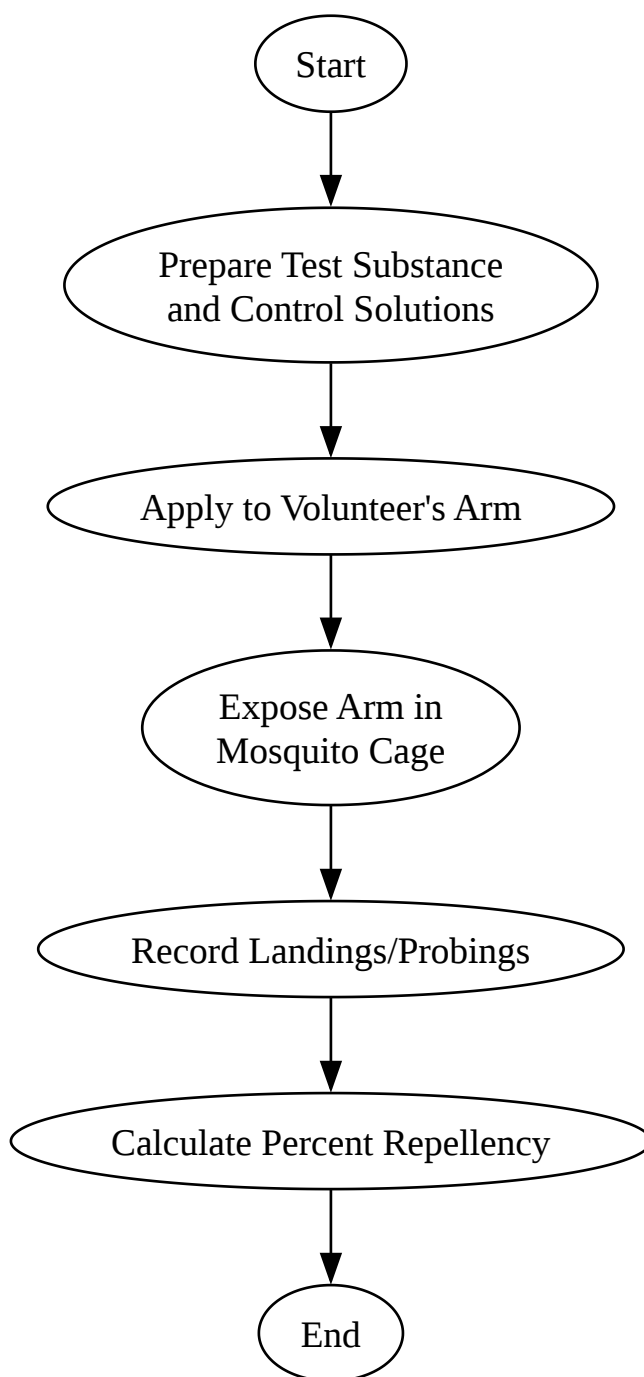 Start
Prepare Test Substance
and Control Solutions
Apply to Volunteer's Arm
Expose Arm in
Mosquito Cage
Record Landings/Probings
Calculate Percent Repellency
End